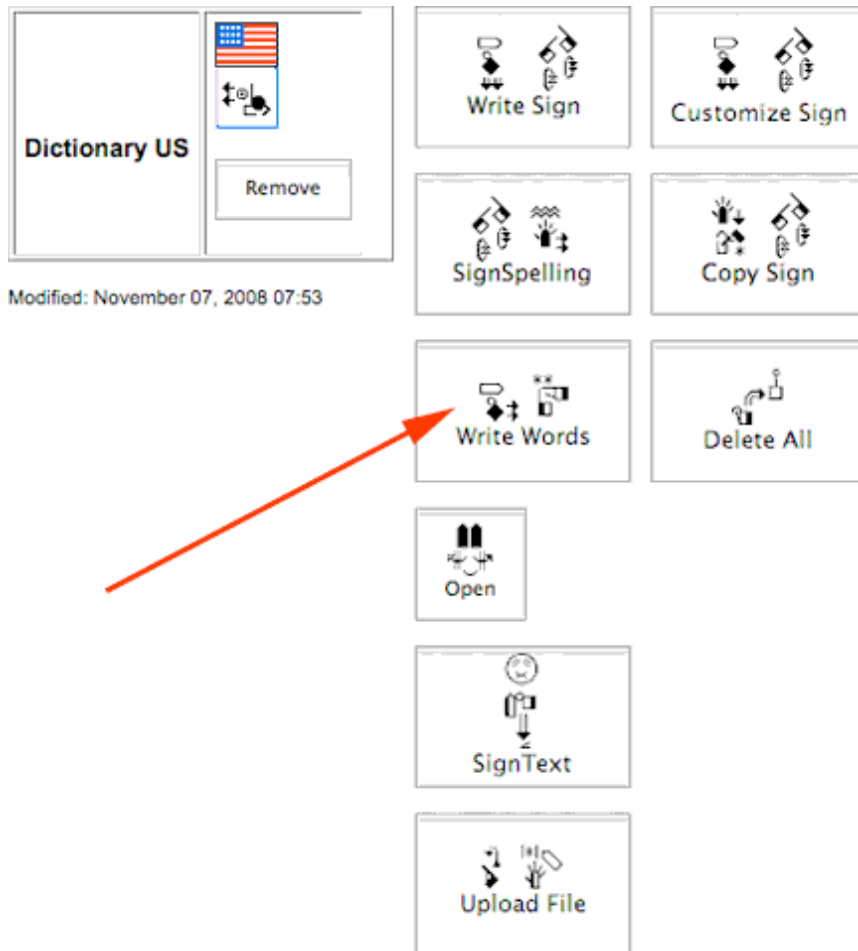 Dictionary US
Remove
Modified: November 07, 2008 07:53
Write Sign
Customize Sign
SignSpelling
Copy Sign
Write Words
Delete All
Open
SignText
Upload File